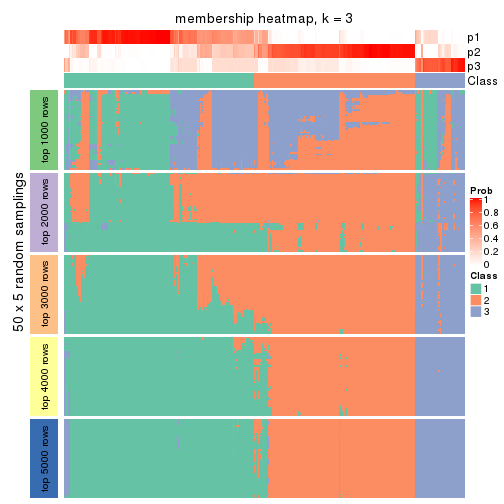 membership heatmap, k = 3
p1
p2
p3
Class
50 x 5 random samplings
top 1000 rows
top 2000 rows
top 3000 rows
top 4000 rows
top 5000 rows
Prob
1
0.8
0.6
0.4
0.2
0
Class
1
2
3